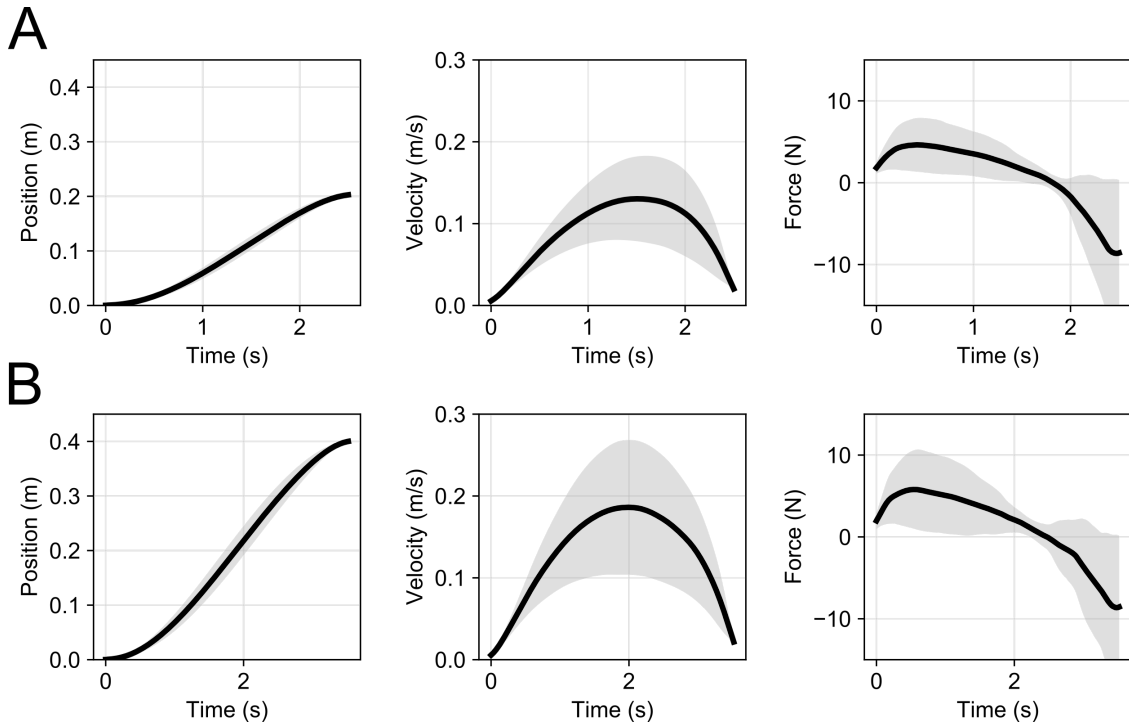 A
Position (m)
0.4
0.3
0.2
0.1
0.0
0 1 2
Time (s)
Velocity (m/s)
0.3
0.2
0.1
0.0
0 1 2
Time (s)
Force (N)
10
0
−10
0 1 2
Time (s)
B
Position (m)
0.4
0.3
0.2
0.1
0.0
0 2
Time (s)
Velocity (m/s)
0.3
0.2
0.1
0.0
0 2
Time (s)
Force (N)
10
0
−10
0 2
Time (s)